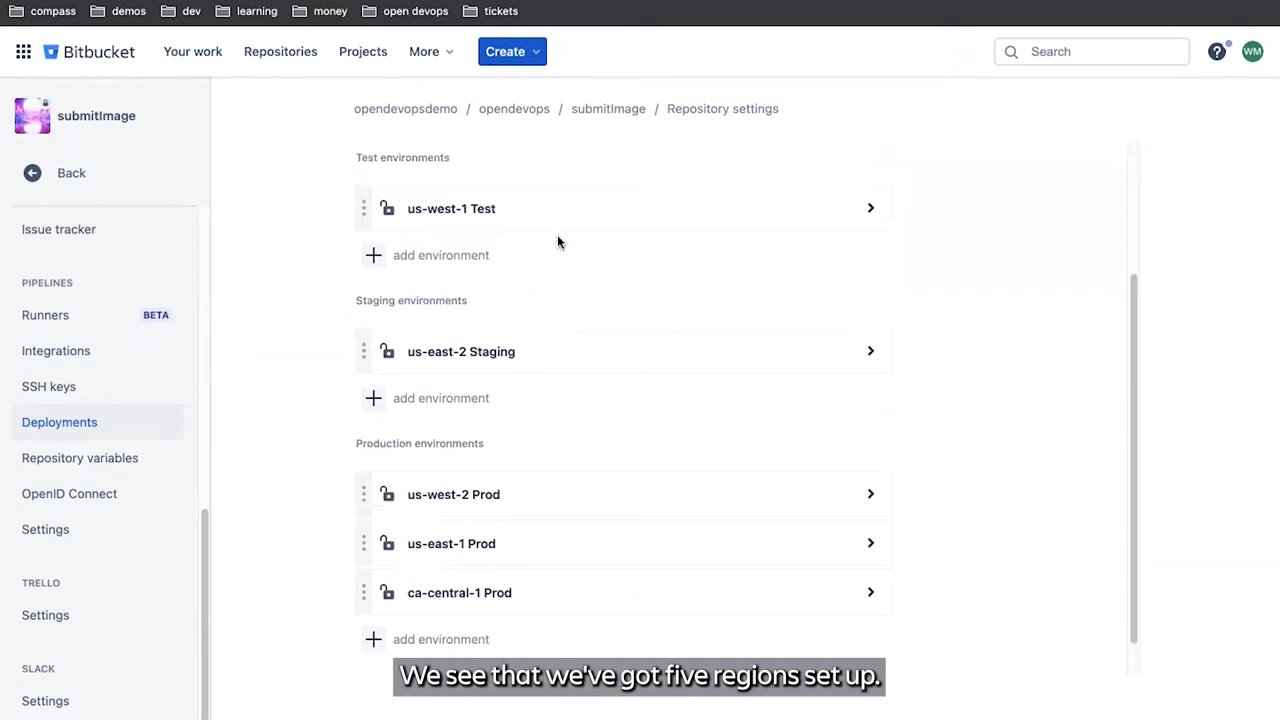 compass demos dev learning money open devops tickets
Bitbucket Your work Repositories Projects More Create Search ? WM
submitImage
Back
Issue tracker
PIPELINES
Runners BETA
Integrations
SSH keys
Deployments
Repository variables
OpenID Connect
Settings
TRELLO
Settings
SLACK
Settings
opendevopsdemo / opendevops / submitImage / Repository settings
Test environments
us-west-1 Test
add environment
Staging environments
us-east-2 Staging
add environment
Production environments
us-west-2 Prod
us-east-1 Prod
ca-central-1 Prod
add environment
We see that we've got five regions set up.